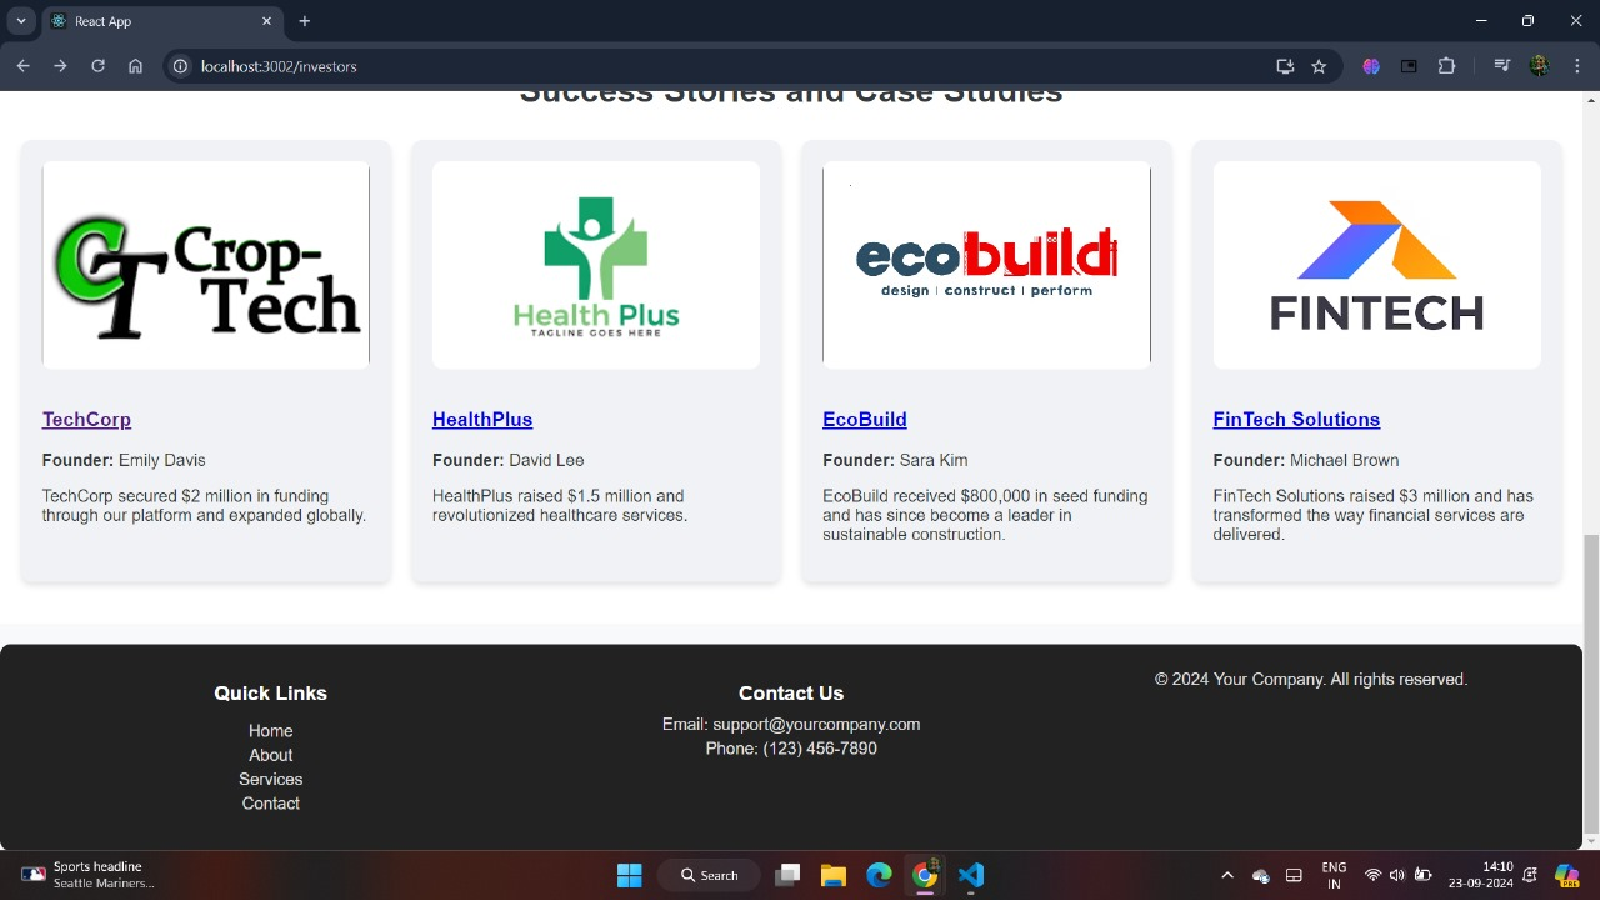 React App
localhost:3002/investors
Success Stories and Case Studies
CT Crop-
Tech
Health Plus
TAGLINE GOES HERE
ecobuild
design | construct | perform
FINTECH
TechCorp
Founder: Emily Davis
TechCorp secured $2 million in funding
through our platform and expanded globally.
HealthPlus
Founder: David Lee
HealthPlus raised $1.5 million and
revolutionized healthcare services.
EcoBuild
Founder: Sara Kim
EcoBuild received $800,000 in seed funding
and has since become a leader in
sustainable construction.
FinTech Solutions
Founder: Michael Brown
FinTech Solutions raised $3 million and has
transformed the way financial services are
delivered.
Quick Links
Home
About
Services
Contact
Contact Us
Email: support@yourcompany.com
Phone: (123) 456-7890
© 2024 Your Company. All rights reserved.
Sports headline
Seattle Mariners...
Search
ENG
IN
14:10
23-09-2024
PRE